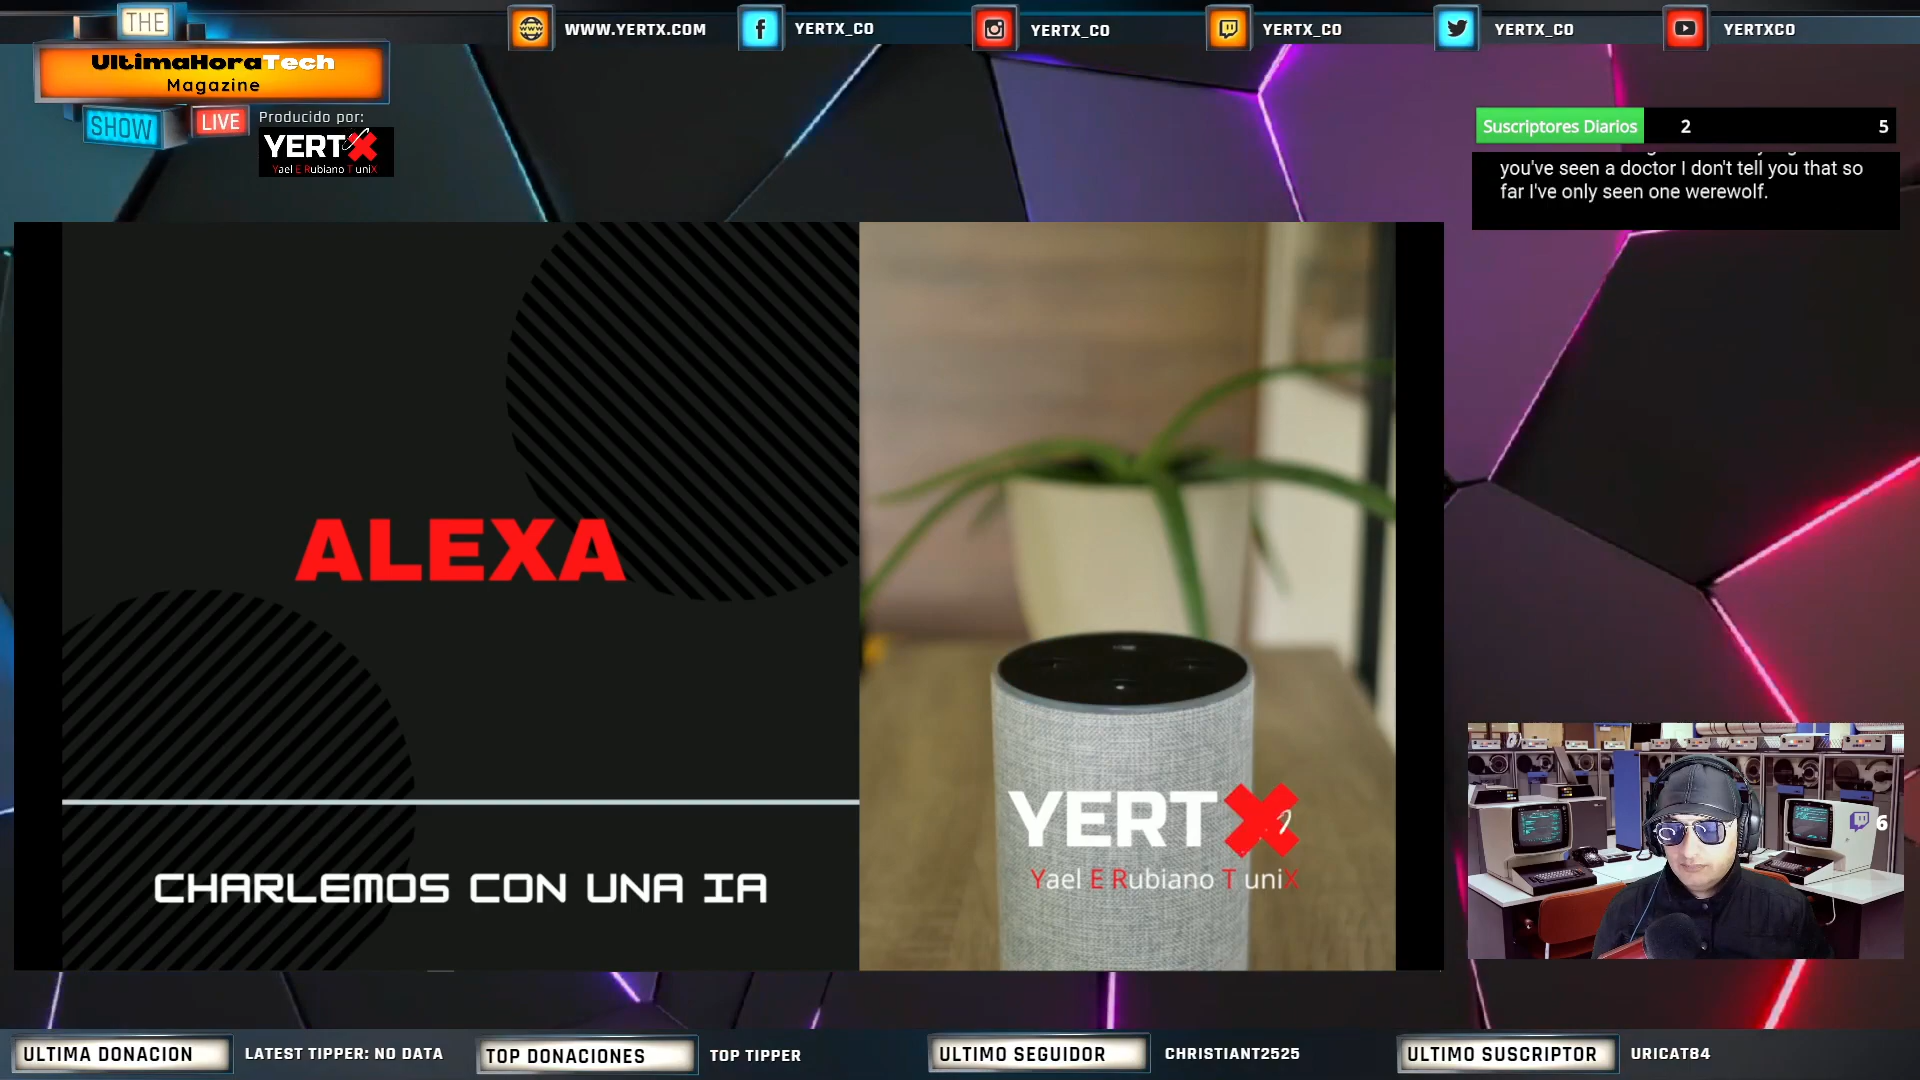 THE
UltimaHoraTech
Magazine
SHOW
LIVE
Producido por:
YERTX
Yael E Rubiano T uniX
WWW.YERTX.COM
YERTX_CO
YERTX_CO
YERTX_CO
YERTX_CO
YERTXCO
Suscriptores Diarios 2 5
you've seen a doctor I don't tell you that so
far I've only seen one werewolf.
ALEXA
CHARLEMOS CON UNA IA
YERTX
Yael E Rubiano T uniX
6
ULTIMA DONACION
LATEST TIPPER: NO DATA
TOP DONACIONES
TOP TIPPER
ULTIMO SEGUIDOR
CHRISTIANT2525
ULTIMO SUSCRIPTOR
URICAT84